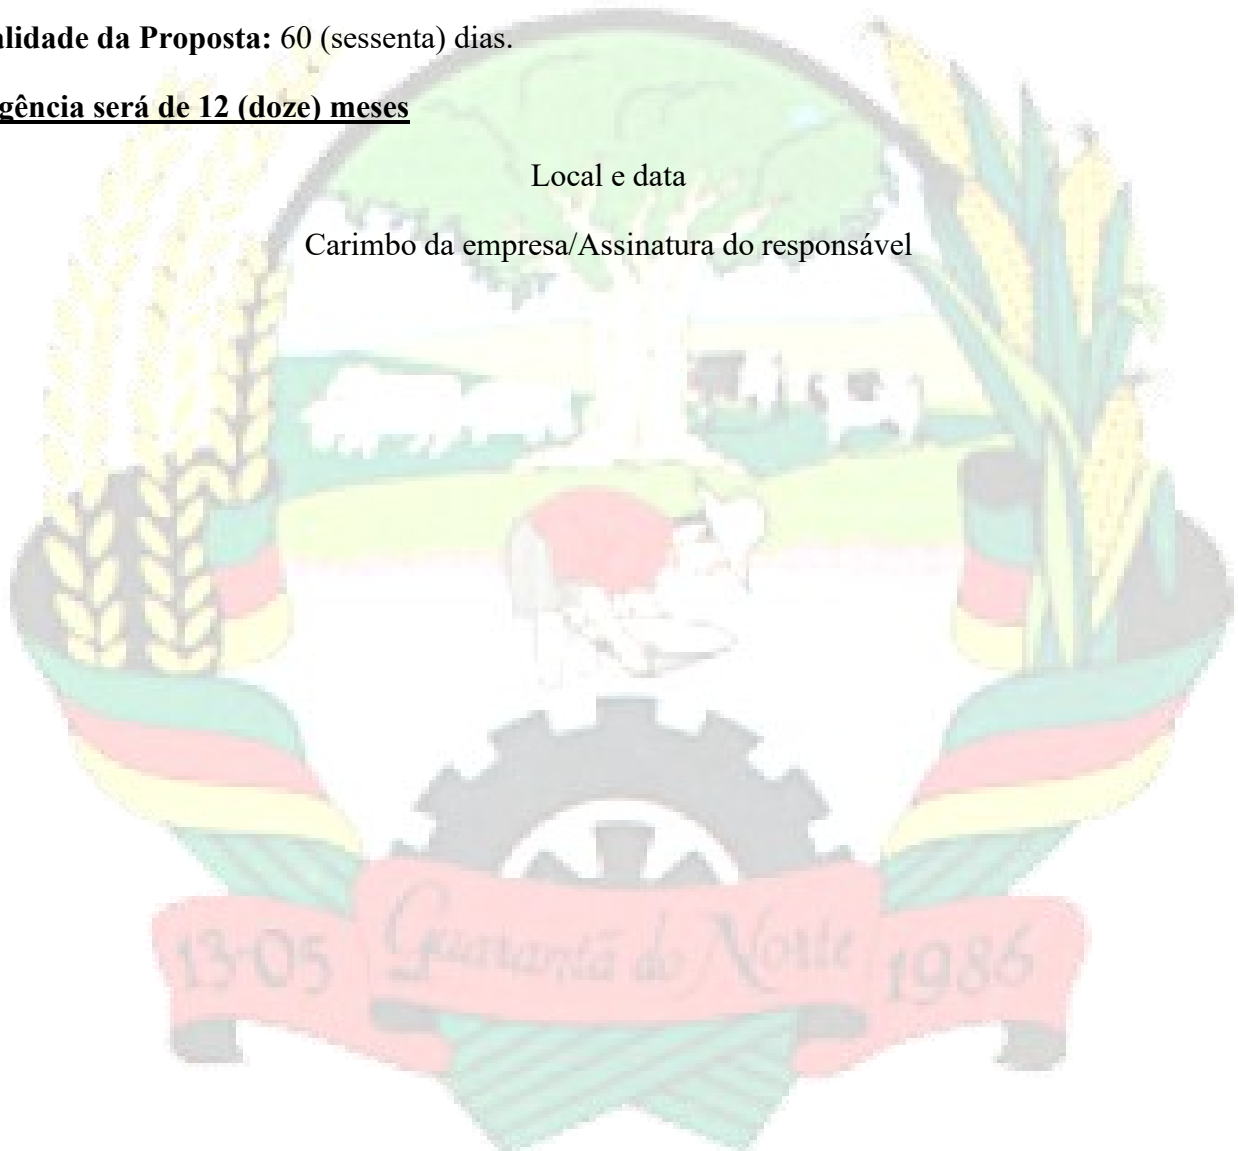 alidade da Proposta: 60 (sessenta) dias.
gência será de 12 (doze) meses
Local e data
Carimbo da empresa/Assinatura do responsável
13-05 Guarantã do Norte 1986